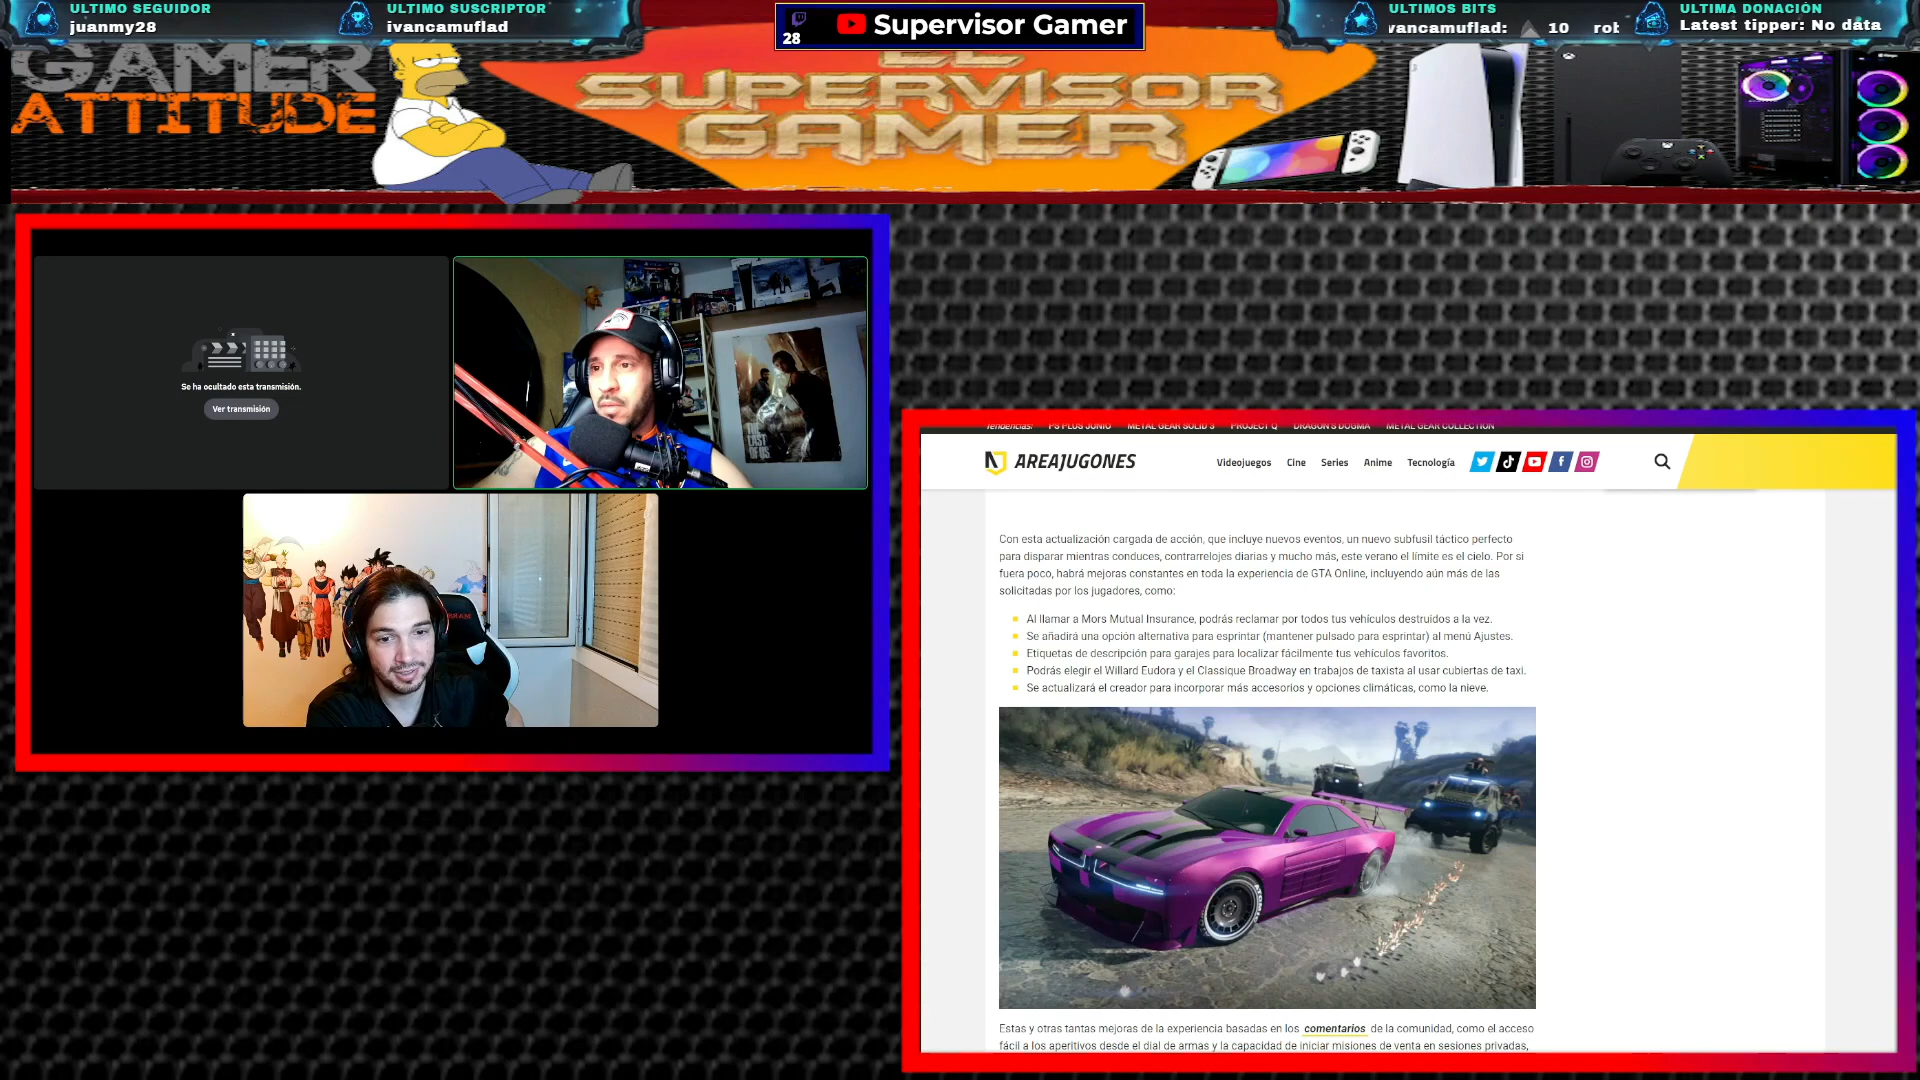 ULTIMO SEGUIDOR
juanmy28
ULTIMO SUSCRIPTOR
ivancamuflad
28
Supervisor Gamer
ULTIMOS BITS
vancamuflad: 10 rob
ULTIMA DONACIÓN
Latest tipper: No data
GAMER
ATTITUDE
EL
SUPERVISOR
GAMER
Se ha ocultado esta transmisión.
Ver transmisión
THE LAST
OF US
Tendencias: PS PLUS JUNIO METAL GEAR SOLID 3 PROJECT Q DRAGON'S DOGMA METAL GEAR COLLECTION
AREAJUGONES
Videojuegos Cine Series Anime Tecnología
Con esta actualización cargada de acción, que incluye nuevos eventos, un nuevo subfusil táctico perfecto
para disparar mientras conduces, contrarrelojes diarias y mucho más, este verano el límite es el cielo. Por si
fuera poco, habrá mejoras constantes en toda la experiencia de GTA Online, incluyendo aún más de las
solicitadas por los jugadores, como:
Al llamar a Mors Mutual Insurance, podrás reclamar por todos tus vehículos destruidos a la vez.
Se añadirá una opción alternativa para esprintar (mantener pulsado para esprintar) al menú Ajustes.
Etiquetas de descripción para garajes para localizar fácilmente tus vehículos favoritos.
Podrás elegir el Willard Eudora y el Classique Broadway en trabajos de taxista al usar cubiertas de taxi.
Se actualizará el creador para incorporar más accesorios y opciones climáticas, como la nieve.
Estas y otras tantas mejoras de la experiencia basadas en los comentarios de la comunidad, como el acceso
fácil a los aperitivos desde el dial de armas y la capacidad de iniciar misiones de venta en sesiones privadas,